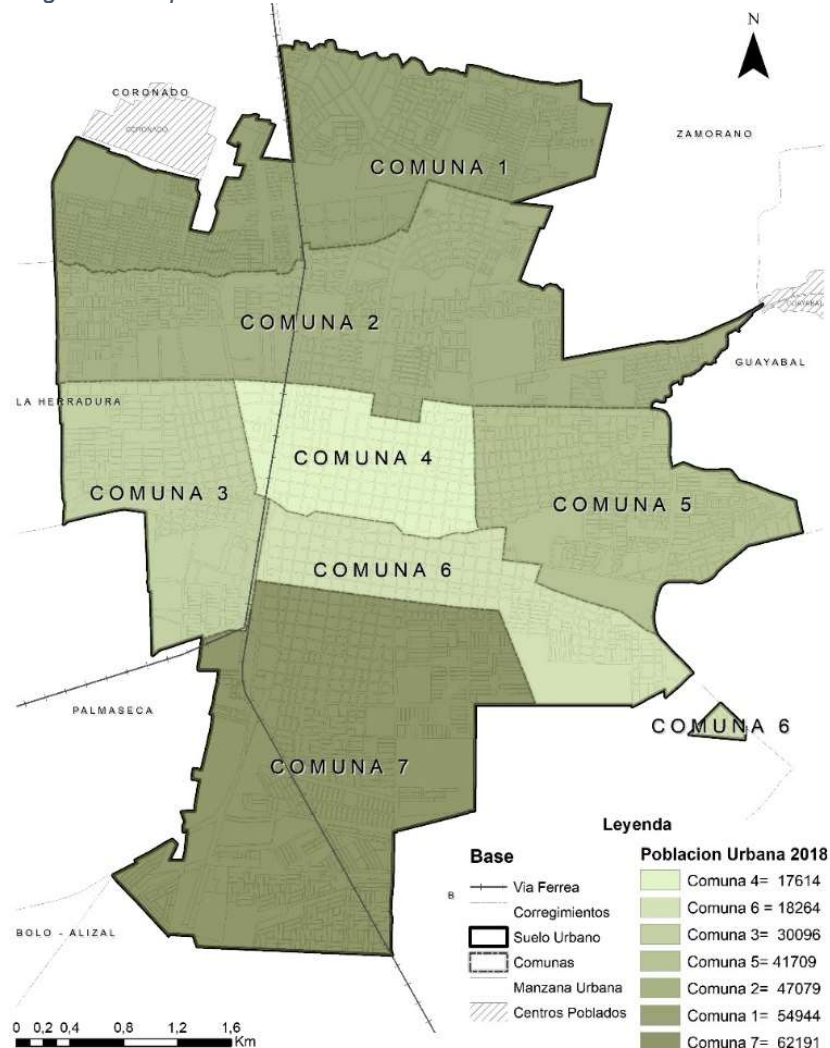 N
CORONADO
CORONADO
ZAMORANO
COMUNA 1
COMUNA 2
GUAYABAL
GUAYABAL
LA HERRADURA
COMUNA 4
COMUNA 3
COMUNA 5
COMUNA 6
PALMASECA
COMUNA 6
COMUNA 7
BOLO - ALIZAL
Leyenda
Base
B
Via Ferrea
Corregimientos
Suelo Urbano
Comunas
Manzana Urbana
Centros Poblados
Poblacion Urbana 2018
Comuna 4= 17614
Comuna 6 = 18264
Comuna 3= 30096
Comuna 5= 41709
Comuna 2= 47079
Comuna 1= 54944
Comuna 7= 62191
0 0,2 0,4 0,8 1,2 1,6
Km